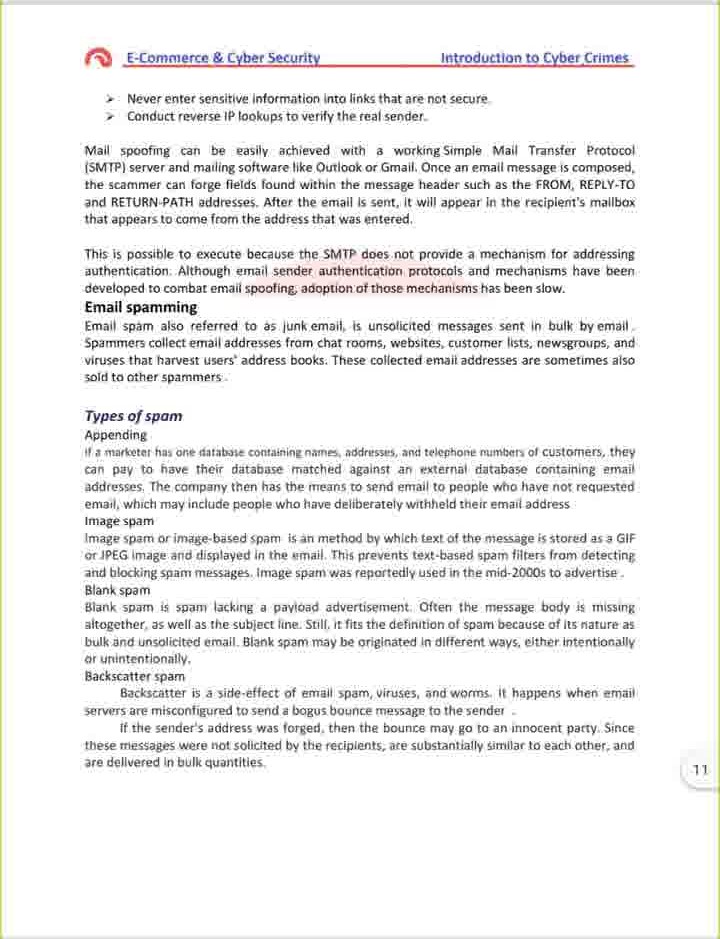 E-Commerce & Cyber Security Introduction to Cyber Crimes
➢ Never enter sensitive information into links that are not secure.
➢ Conduct reverse IP lookups to verify the real sender.
Mail spoofing can be easily achieved with a working Simple Mail Transfer Protocol
(SMTP) server and mailing software like Outlook or Gmail. Once an email message is composed,
the scammer can forge fields found within the message header such as the FROM, REPLY-TO
and RETURN-PATH addresses. After the email is sent, it will appear in the recipient's mailbox
that appears to come from the address that was entered.
This is possible to execute because the SMTP does not provide a mechanism for addressing
authentication. Although email sender authentication protocols and mechanisms have been
developed to combat email spoofing, adoption of those mechanisms has been slow.
Email spamming
Email spam also referred to as junk email, is unsolicited messages sent in bulk by email .
Spammers collect email addresses from chat rooms, websites, customer lists, newsgroups, and
viruses that harvest users' address books. These collected email addresses are sometimes also
sold to other spammers .
Types of spam
Appending
If a marketer has one database containing names, addresses, and telephone numbers of customers, they
can pay to have their database matched against an external database containing email
addresses. The company then has the means to send email to people who have not requested
email, which may include people who have deliberately withheld their email address
Image spam
Image spam or image-based spam is an method by which text of the message is stored as a GIF
or JPEG image and displayed in the email. This prevents text-based spam filters from detecting
and blocking spam messages. Image spam was reportedly used in the mid-2000s to advertise .
Blank spam
Blank spam is spam lacking a payload advertisement. Often the message body is missing
altogether, as well as the subject line. Still, it fits the definition of spam because of its nature as
bulk and unsolicited email. Blank spam may be originated in different ways, either intentionally
or unintentionally.
Backscatter spam
Backscatter is a side-effect of email spam, viruses, and worms. It happens when email
servers are misconfigured to send a bogus bounce message to the sender .
If the sender's address was forged, then the bounce may go to an innocent party. Since
these messages were not solicited by the recipients, are substantially similar to each other, and
are delivered in bulk quantities.
11